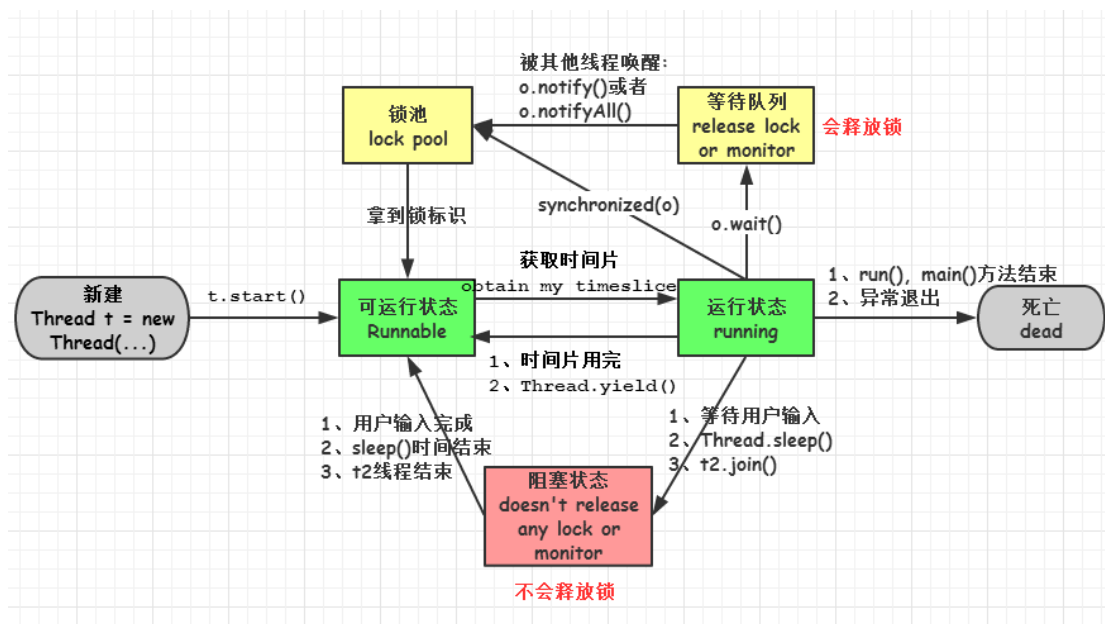 被其他线程唤醒:
o.notify()或者
o.notifyAll()
锁池
lock pool
等待队列
release lock
or monitor
会释放锁
拿到锁标识
synchronized(o)
o.wait()
获取时间片
obtain my timeslice
新建
Thread t = new
Thread(...)
t.start()
可运行状态
Runnable
运行状态
running
1、run(), main()方法结束
2、异常退出
死亡
dead
1、时间片用完
2、Thread.yield()
1、用户输入完成
2、sleep()时间结束
3、t2线程结束
1、等待用户输入
2、Thread.sleep()
3、t2.join()
阻塞状态
doesn't release
any lock or
monitor
不会释放锁